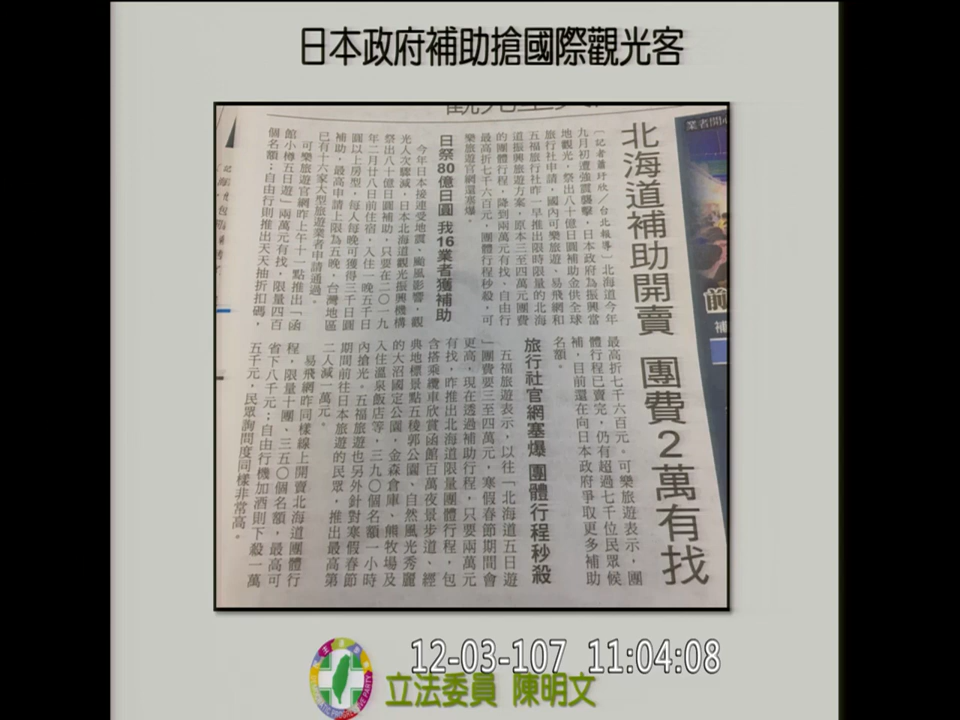 日本政府補助搶國際觀光客
業者開
前
補
北海道補助開賣 團費2萬有找
〔記者蕭玗欣/台北報導〕北海道今年
九月初遭強震襲擊,日本政府為振興當
地觀光,祭出八十億日圓補助金供全球
旅行社申請,國內可樂旅遊、易飛網和
五福旅行社昨一早推出限時限量的北海
道振興旅遊方案,原本三至四萬元團費
的團體行程,降到兩萬元有找、自由行
最高折七千六百元,團體行程秒殺,可
樂旅遊官網還塞爆。
日祭80億日圓 我16業者獲補助
今年日本接連受地震、颱風影響,觀
光人次驟減,日本北海道觀光振興機構
祭出八十億日圓補助,只要在二〇一九
年二月廿八日前住宿,入住一晚五千日
圓以上房型,每人每晚可獲得三千日圓
補助,最高申請上限為五晚,台灣地區
已有十六家大型旅遊業者申請通過。
可樂旅遊官網昨上午十一點推出「函
館小樽五日遊」兩萬元有找,限量四百
個名額;自由行則推出天天抽折扣碼,
最高折七千六百元。可樂旅遊表示,團
體行程已賣完,仍有超過七千位民眾候
補,目前還在向日本政府爭取更多補助
名額。
旅行社官網塞爆 團體行程秒殺
五福旅遊表示,以往「北海道五日遊
」團費要三至四萬元,寒假春節期間會
更高,現在透過補助行程,只要兩萬元
有找,昨推出北海道限量團體行程,包
含搭乘纜車欣賞函館百萬夜景步道、經
典地標景點五稜郭公園、自然風光秀麗
的大沼國定公園,金森倉庫、熊牧場及
入住溫泉飯店等,三九〇個名額一小時
內搶光。五福旅遊也另外針對寒假春節
期間前往日本旅遊的民眾,推出最高第
二人減一萬元。
易飛網昨同樣線上開賣北海道團體行
程,限量十團、三五〇個名額,最高可
省下八千元;自由行機加酒則下殺一萬
五千元,民眾詢問度同樣非常高。
12-03-107 11:04:08
立法委員 陳明文